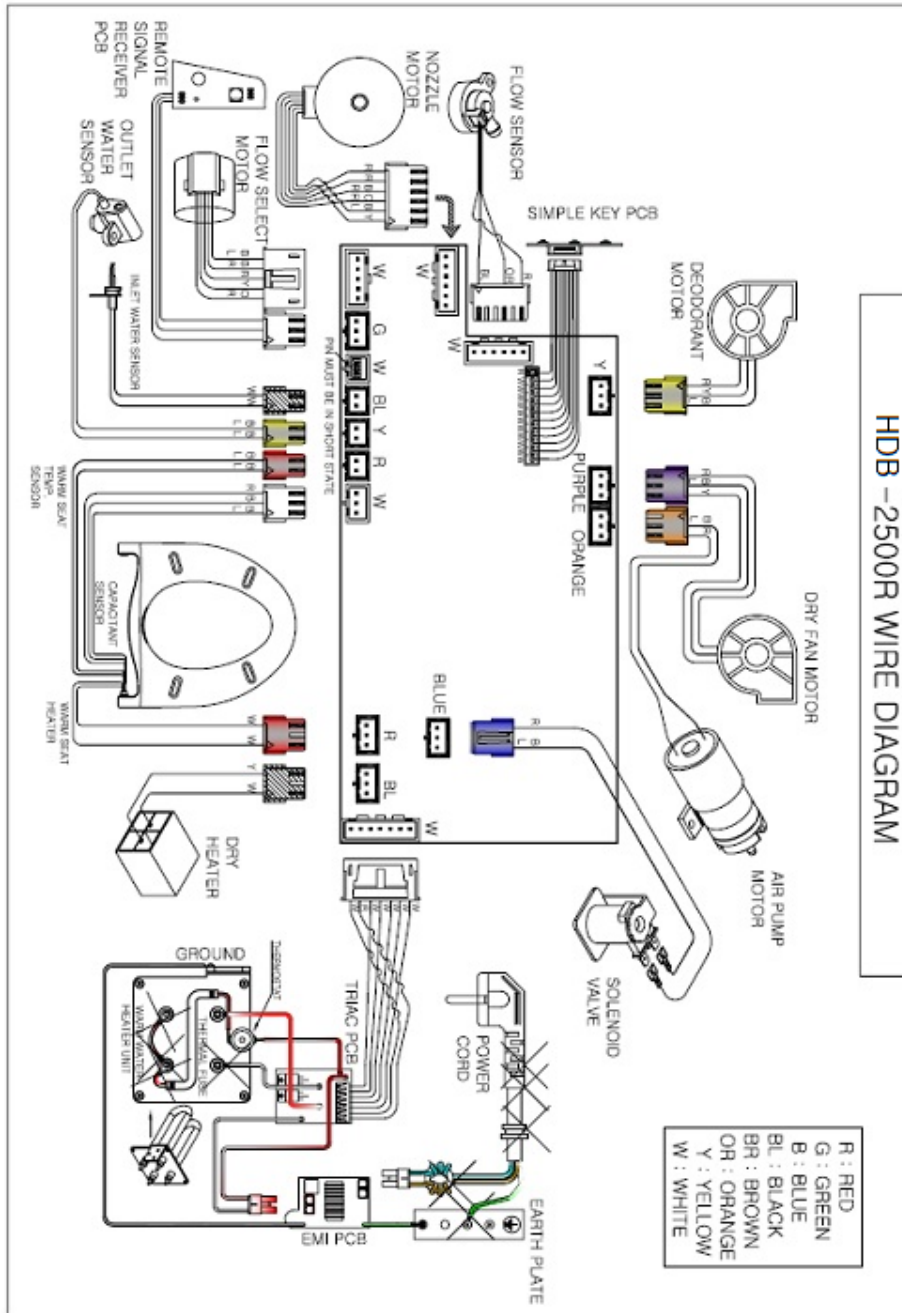 HDB-2500R WIRE DIAGRAM
R : RED
G : GREEN
B : BLUE
BL : BLACK
BR : BROWN
OR : ORANGE
Y : YELLOW
W : WHITE
REMOTE
SIGNAL
RECEIVER
PCB
OUTLET
WATER
SENSOR
INLET WATER SENSOR
FLOW SELECT
MOTOR
NOZZLE
MOTOR
FLOW SENSOR
SIMPLE KEY PCB
DEODORANT
MOTOR
DRY FAN MOTOR
AIR PUMP
MOTOR
SOLENOID
VALVE
W
G
W
PIN MUST BE IN SHORT STATE
BL
Y
R
W
W
W
Y
PURPLE
ORANGE
BLUE
R
BL
W
BL
OR
R
WARM SEAT
TEMP.
SENSOR
CAPACITANT
SENSOR
WARM SEAT
HEATER
W
W
Y
W
DRY
HEATER
GROUND
THERMOSTAT
THERMAL FUSE
WARM WATER
HEATER UNIT
TRIAC PCB
POWER
CORD
EMI PCB
EARTH PLATE